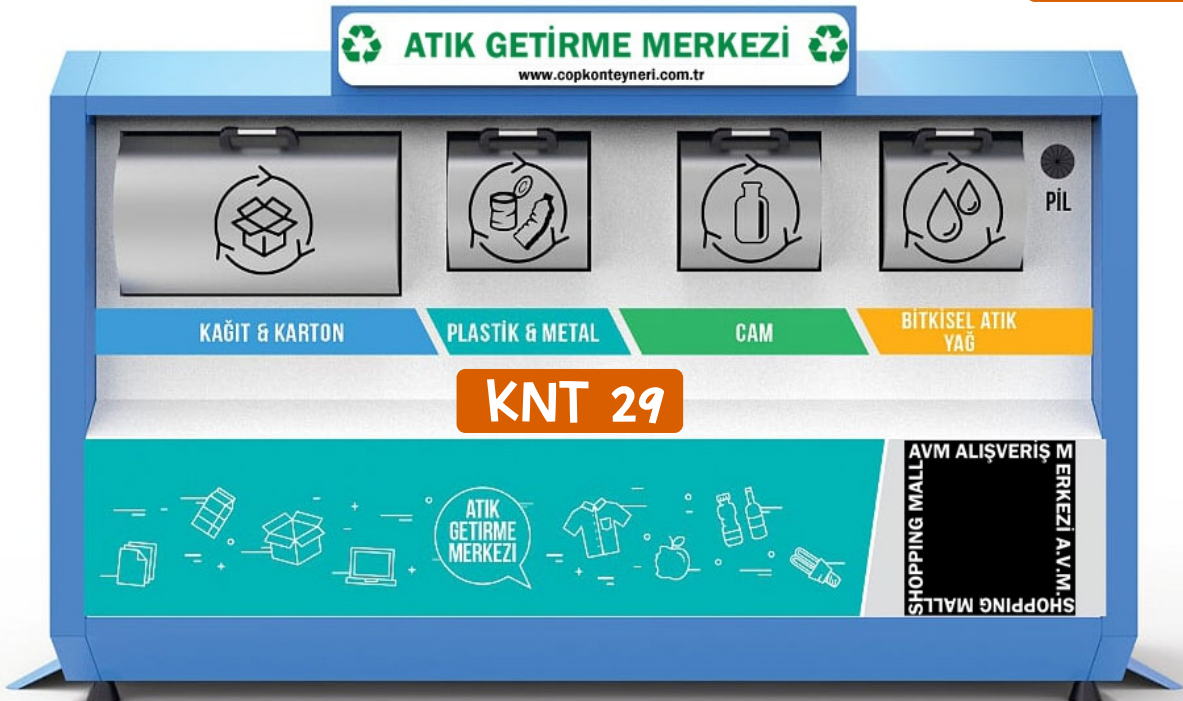 ATIK GETİRME MERKEZİ
www.copkonteyneri.com.tr
PİL
KAĞIT & KARTON
PLASTİK & METAL
CAM
BİTKİSEL ATIK
YAĞ
KNT 29
ATIK
GETİRME
MERKEZİ
AVM ALIŞVERİŞ M
ERKEZİ A.V.M.
SHOPPING MALLL
SHOPPING MALL